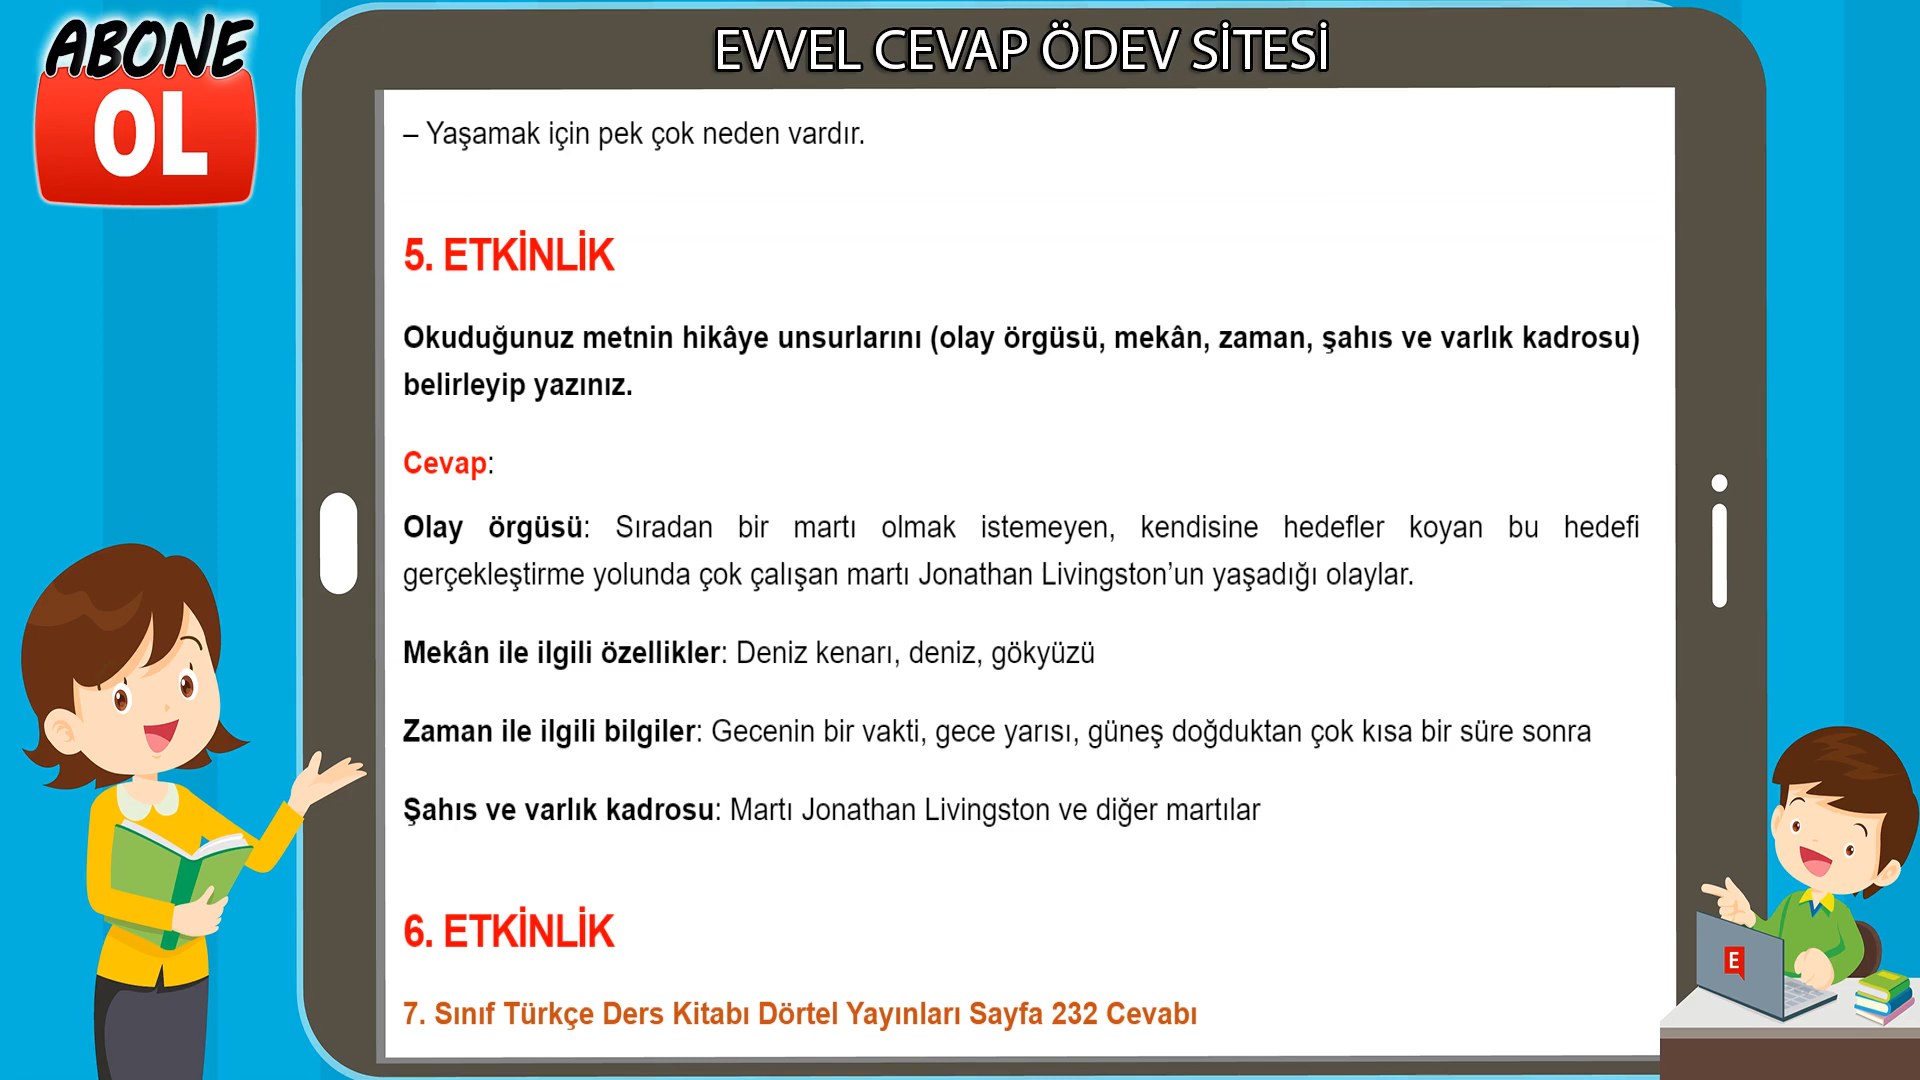 ABONE
OL
EVVEL CEVAP ÖDEV SİTESİ
– Yaşamak için pek çok neden vardır.
5. ETKİNLİK
Okuduğunuz metnin hikâye unsurlarını (olay örgüsü, mekân, zaman, şahıs ve varlık kadrosu)
belirleyip yazınız.
Cevap:
Olay örgüsü: Sıradan bir martı olmak istemeyen, kendisine hedefler koyan bu hedefi
gerçekleştirme yolunda çok çalışan martı Jonathan Livingston’un yaşadığı olaylar.
Mekân ile ilgili özellikler: Deniz kenarı, deniz, gökyüzü
Zaman ile ilgili bilgiler: Gecenin bir vakti, gece yarısı, güneş doğduktan çok kısa bir süre sonra
Şahıs ve varlık kadrosu: Martı Jonathan Livingston ve diğer martılar
6. ETKİNLİK
7. Sınıf Türkçe Ders Kitabı Dörtel Yayınları Sayfa 232 Cevabı
E